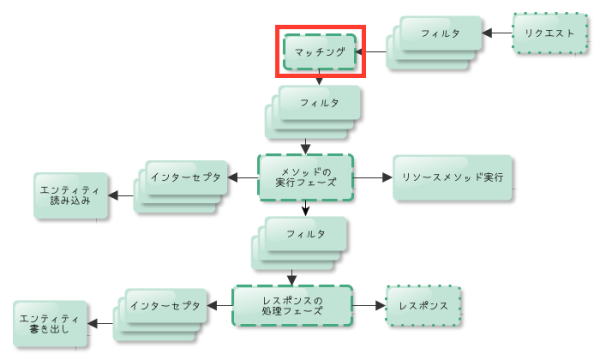 リクエスト
フィルタ
マッチング
フィルタ
メソッドの
実行フェーズ
インターセプタ
エンティティ
読み込み
リソースメソッド実行
フィルタ
レスポンスの
処理フェーズ
インターセプタ
エンティティ
書き出し
レスポンス